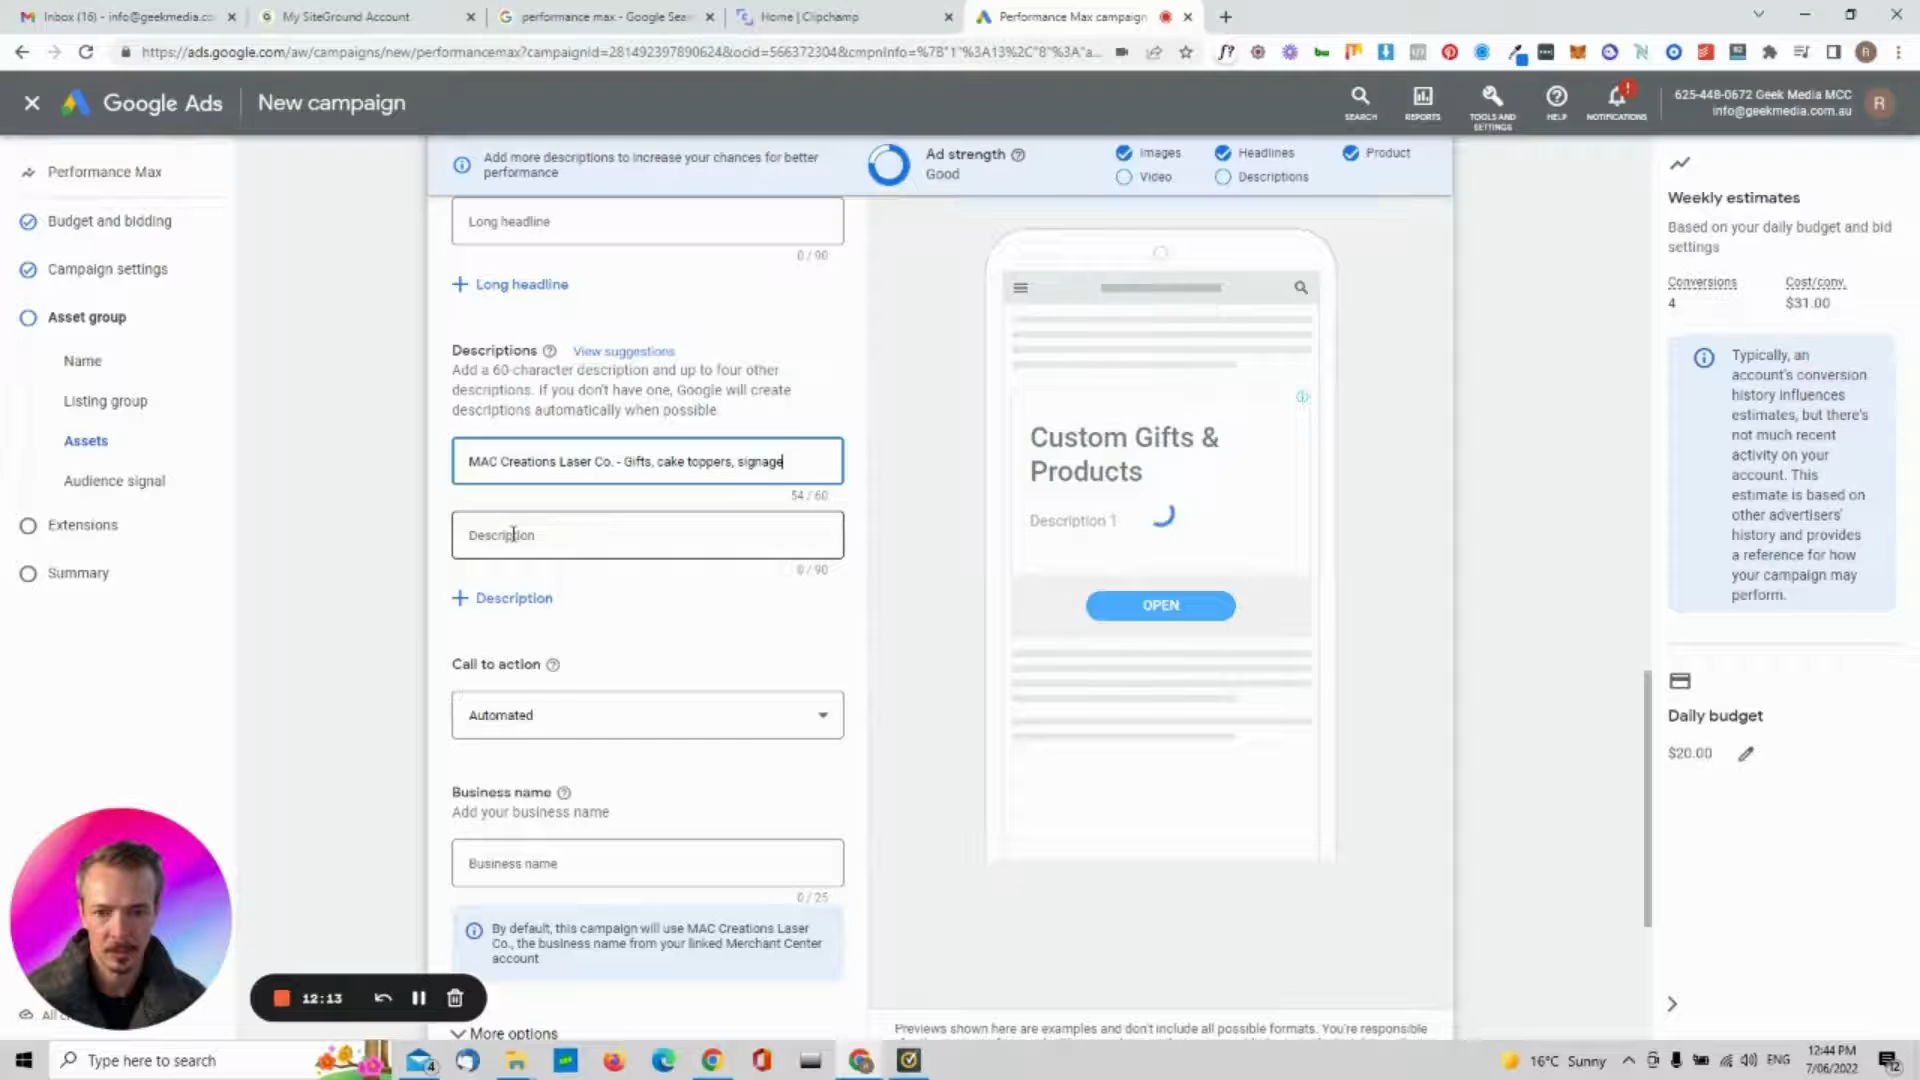 Inbox (16) - info@geekmedia.co
My SiteGround Account
performance max - Google Sea
Home | Clipchamp
Performance Max campaign
https://ads.google.com/aw/campaigns/new/performancemax?campaignId=281492397890624&ocid=566372304&cmpnInfo=%7B"1"%3A13%2C"8"%3A"a...
Google Ads
New campaign
SEARCH
REPORTS
TOOLS AND SETTINGS
HELP
NOTIFICATIONS
625-448-0672 Geek Media MCC
info@geekmedia.com.au
R
Performance Max
Budget and bidding
Campaign settings
Asset group
Name
Listing group
Assets
Audience signal
Extensions
Summary
Add more descriptions to increase your chances for better
performance
Ad strength
Good
Images
Headlines
Product
Video
Descriptions
Long headline
0 / 90
+ Long headline
Descriptions
View suggestions
Add a 60-character description and up to four other
descriptions. If you don't have one, Google will create
descriptions automatically when possible
MAC Creations Laser Co. - Gifts, cake toppers, signage
54 / 60
Description
0 / 90
+ Description
Call to action
Automated
Business name
Add your business name
Business name
0 / 25
By default, this campaign will use MAC Creations Laser
Co., the business name from your linked Merchant Center
account
More options
Custom Gifts &
Products
Description 1
OPEN
Previews shown here are examples and don't include all possible formats. You're responsible
Weekly estimates
Based on your daily budget and bid
settings
Conversions
Cost/conv.
4
$31.00
Typically, an
account's conversion
history influences
estimates, but there's
not much recent
activity on your
account. This
estimate is based on
other advertisers'
history and provides
a reference for how
your campaign may
perform.
Daily budget
$20.00
12:13
Type here to search
4
16°C Sunny
ENG
12:44 PM
7/06/2022
12